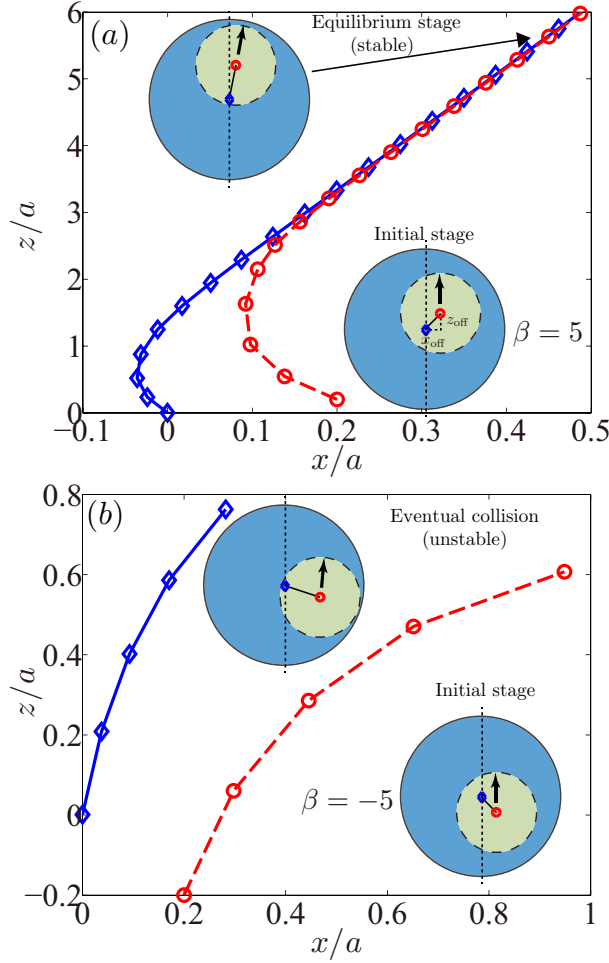 (a)
Equilibrium stage
(stable)
6
5
4
3
2
1
0
z/a
Initial stage
z_off
x_off
β = 5
−0.1 0 0.1 0.2 0.3 0.4 0.5
x/a
(b)
Eventual collision
(unstable)
0.8
0.6
0.4
0.2
0
−0.2
z/a
Initial stage
β = −5
0 0.2 0.4 0.6 0.8 1
x/a